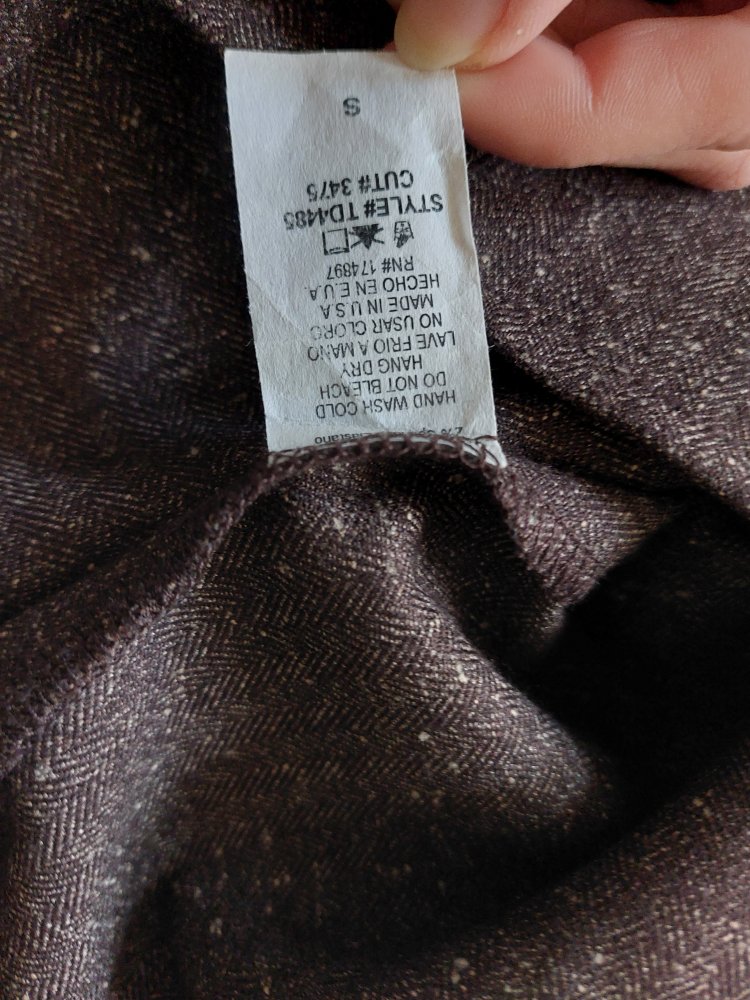 2%
HAND WASH COLD
DO NOT BLEACH
HANG DRY
LAVE FRIO A MANO
NO USAR CLORO
MADE IN U.S.A
HECHO EN E.U.A.
RN# 174897
STYLE# TD4485
CUT# 3475
S